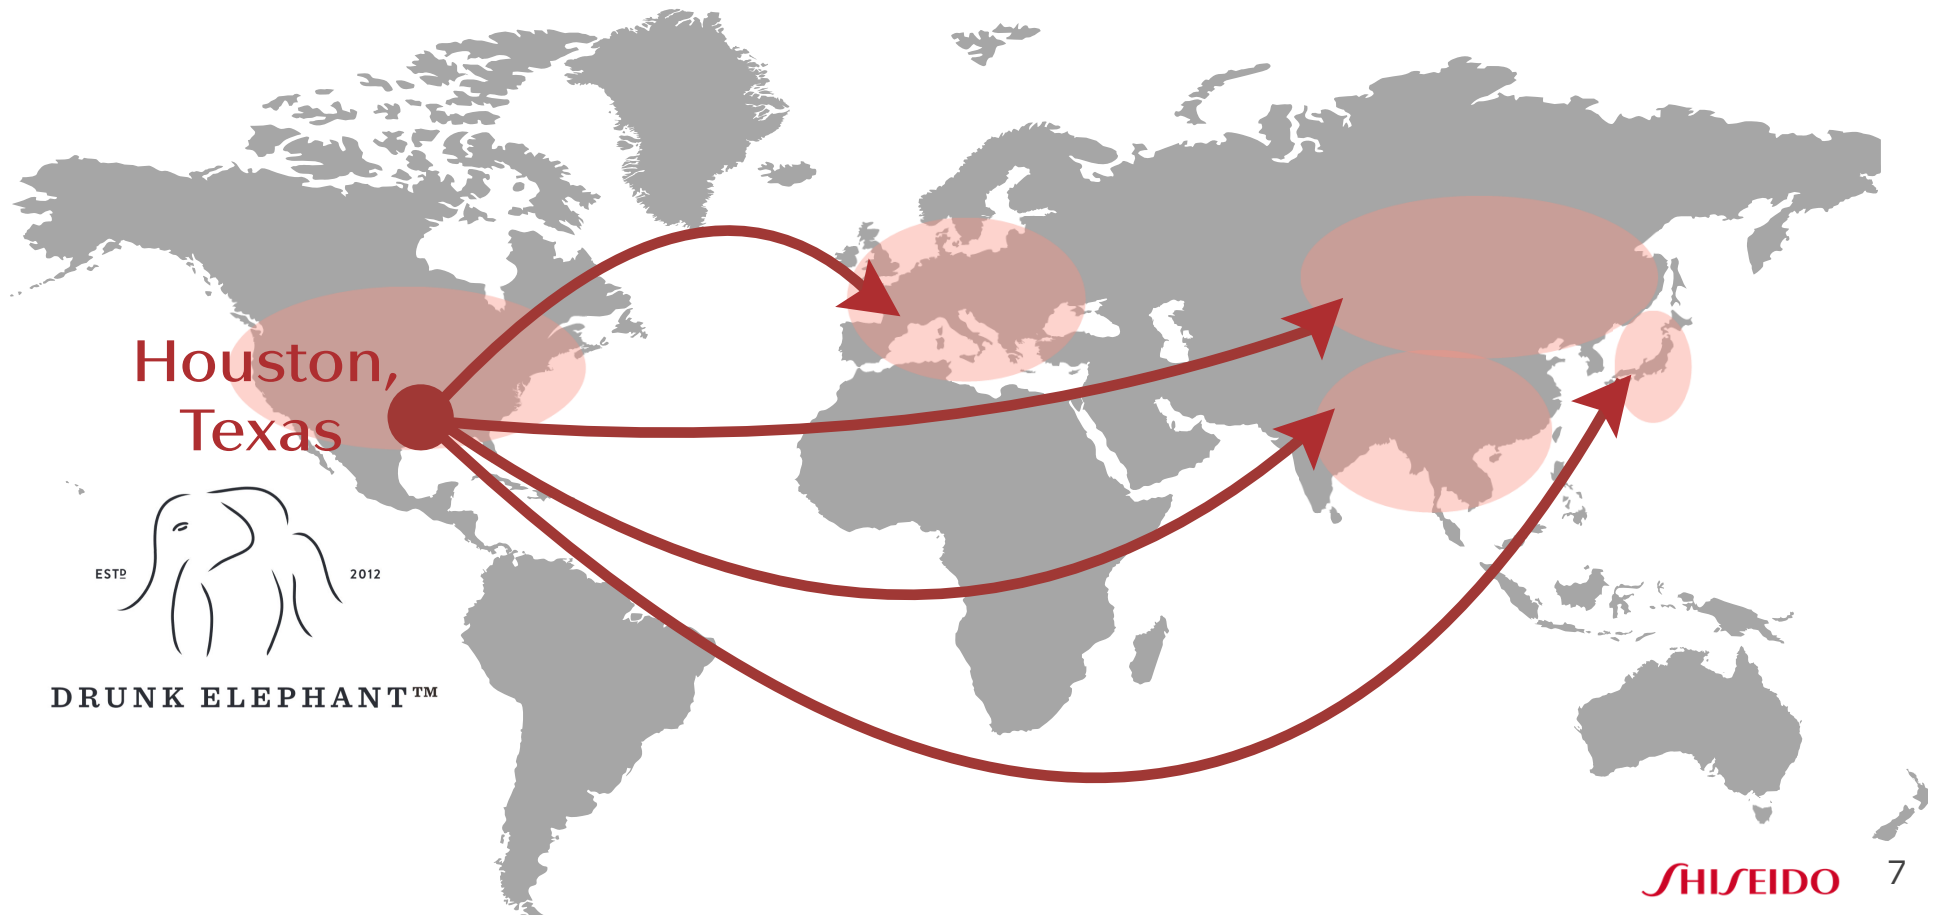 Houston,
Texas
ESTD 2012
DRUNK ELEPHANT™
SHISEIDO 7